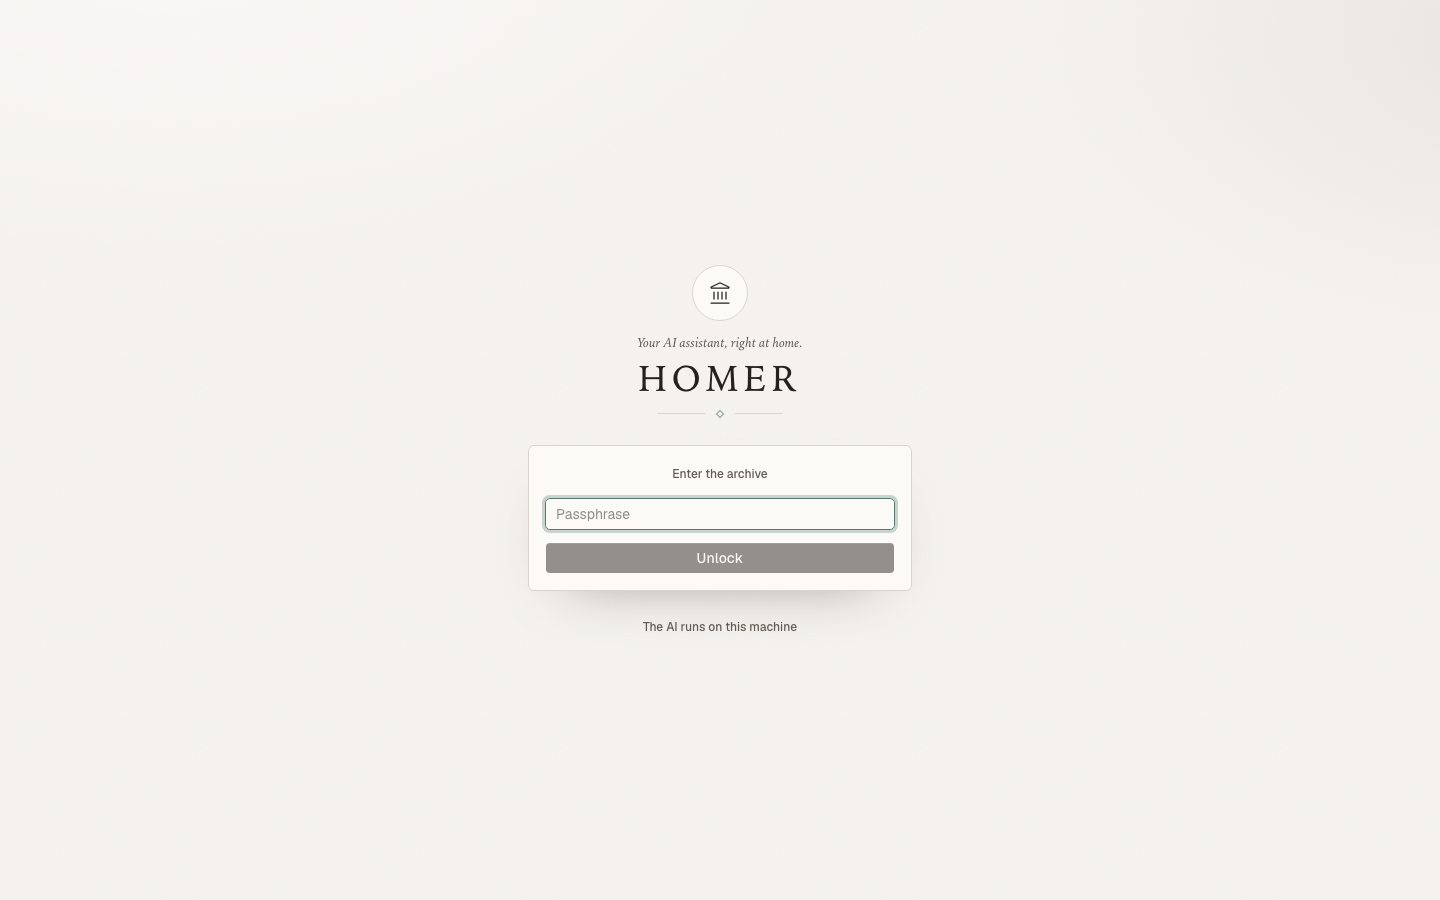 Your AI assistant, right at home.
HOMER
Enter the archive
Passphrase
Unlock
The AI runs on this machine